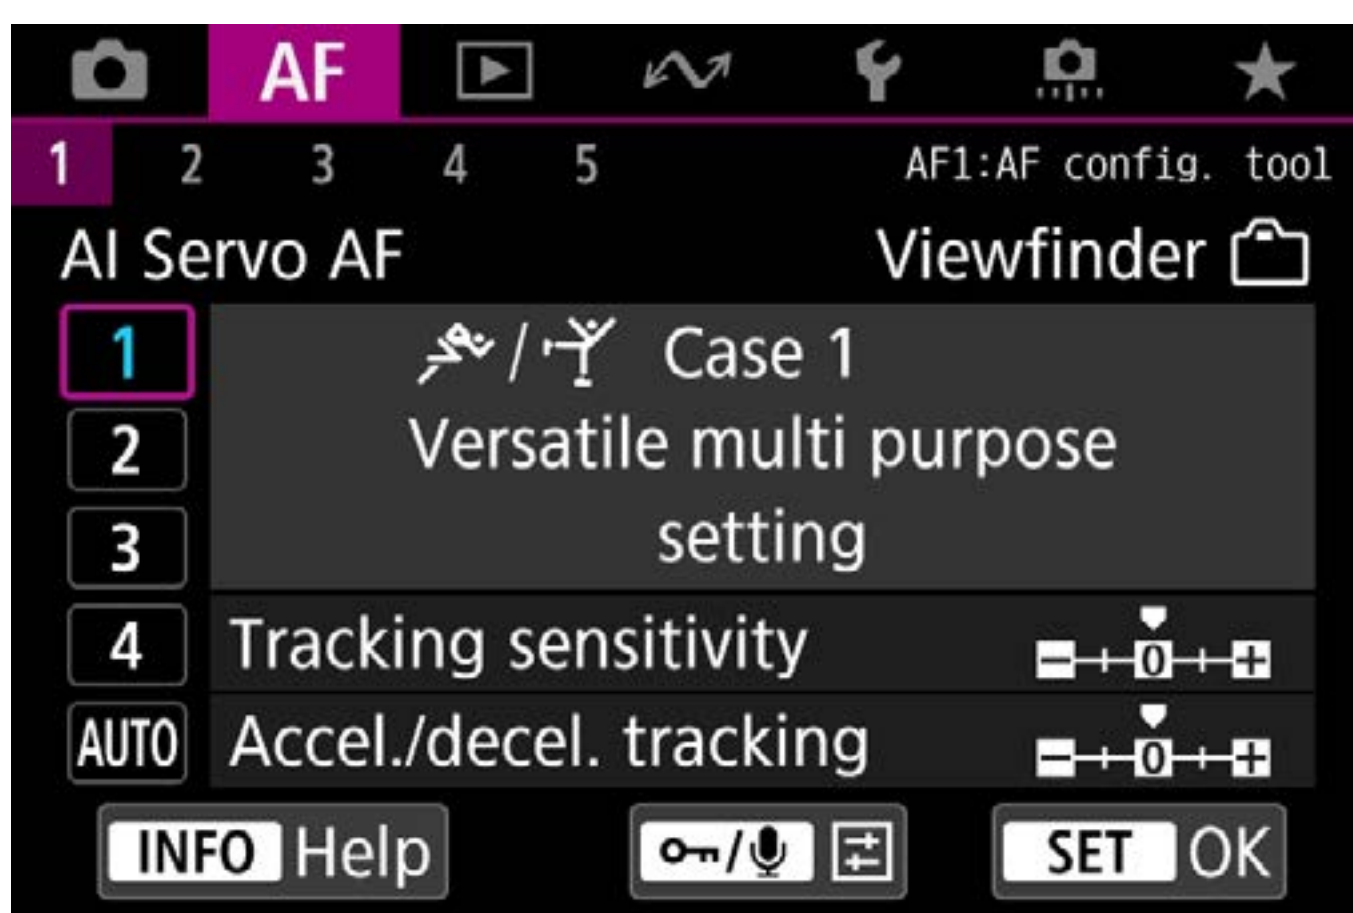 AF
1 2 3 4 5 AF1:AF config. tool
AI Servo AF Viewfinder
1 / Case 1
2 Versatile multi purpose
3 setting
4 Tracking sensitivity - 0 +
AUTO Accel./decel. tracking - 0 +
INFO Help / SET OK